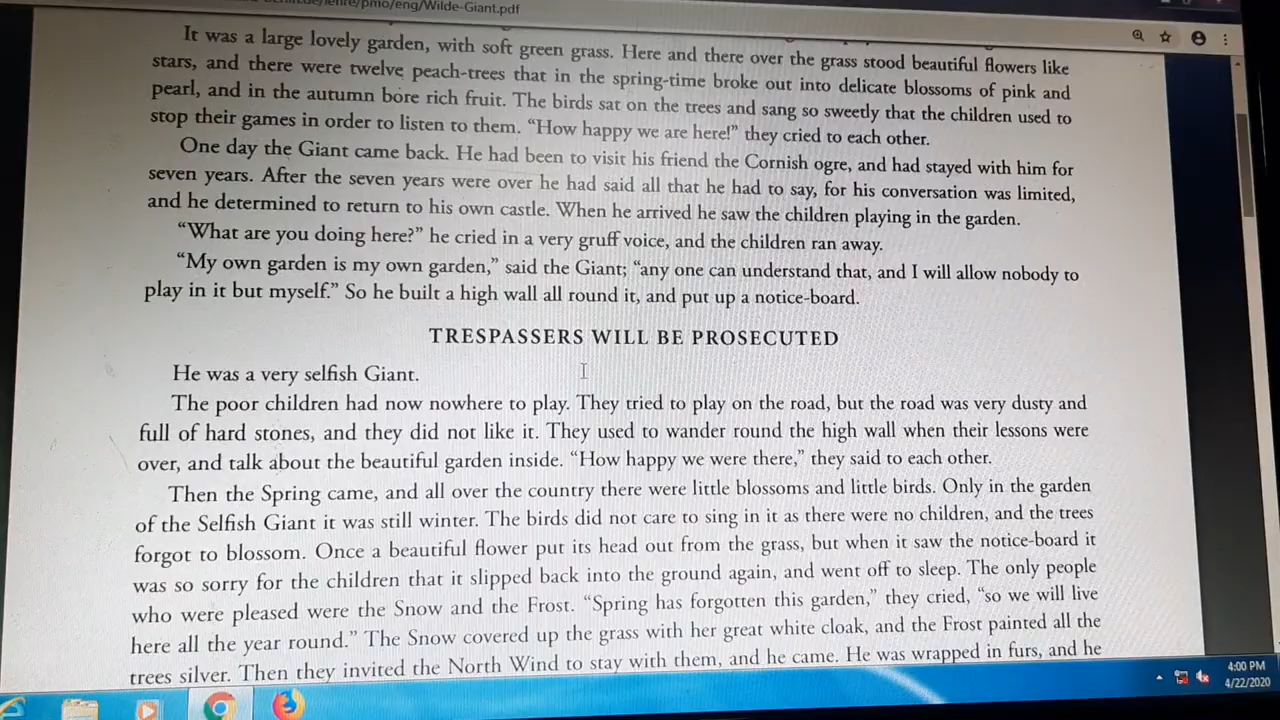 /pmo/eng/Wilde-Giant.pdf
It was a large lovely garden, with soft green grass. Here and there over the grass stood beautiful flowers like
stars, and there were twelve peach-trees that in the spring-time broke out into delicate blossoms of pink and
pearl, and in the autumn bore rich fruit. The birds sat on the trees and sang so sweetly that the children used to
stop their games in order to listen to them. “How happy we are here!” they cried to each other.
One day the Giant came back. He had been to visit his friend the Cornish ogre, and had stayed with him for
seven years. After the seven years were over he had said all that he had to say, for his conversation was limited,
and he determined to return to his own castle. When he arrived he saw the children playing in the garden.
“What are you doing here?” he cried in a very gruff voice, and the children ran away.
“My own garden is my own garden,” said the Giant; “any one can understand that, and I will allow nobody to
play in it but myself.” So he built a high wall all round it, and put up a notice-board.
TRESPASSERS WILL BE PROSECUTED
He was a very selfish Giant.
The poor children had now nowhere to play. They tried to play on the road, but the road was very dusty and
full of hard stones, and they did not like it. They used to wander round the high wall when their lessons were
over, and talk about the beautiful garden inside. “How happy we were there,” they said to each other.
Then the Spring came, and all over the country there were little blossoms and little birds. Only in the garden
of the Selfish Giant it was still winter. The birds did not care to sing in it as there were no children, and the trees
forgot to blossom. Once a beautiful flower put its head out from the grass, but when it saw the notice-board it
was so sorry for the children that it slipped back into the ground again, and went off to sleep. The only people
who were pleased were the Snow and the Frost. “Spring has forgotten this garden,” they cried, “so we will live
here all the year round.” The Snow covered up the grass with her great white cloak, and the Frost painted all the
trees silver. Then they invited the North Wind to stay with them, and he came. He was wrapped in furs, and he
4:00 PM
4/22/2020